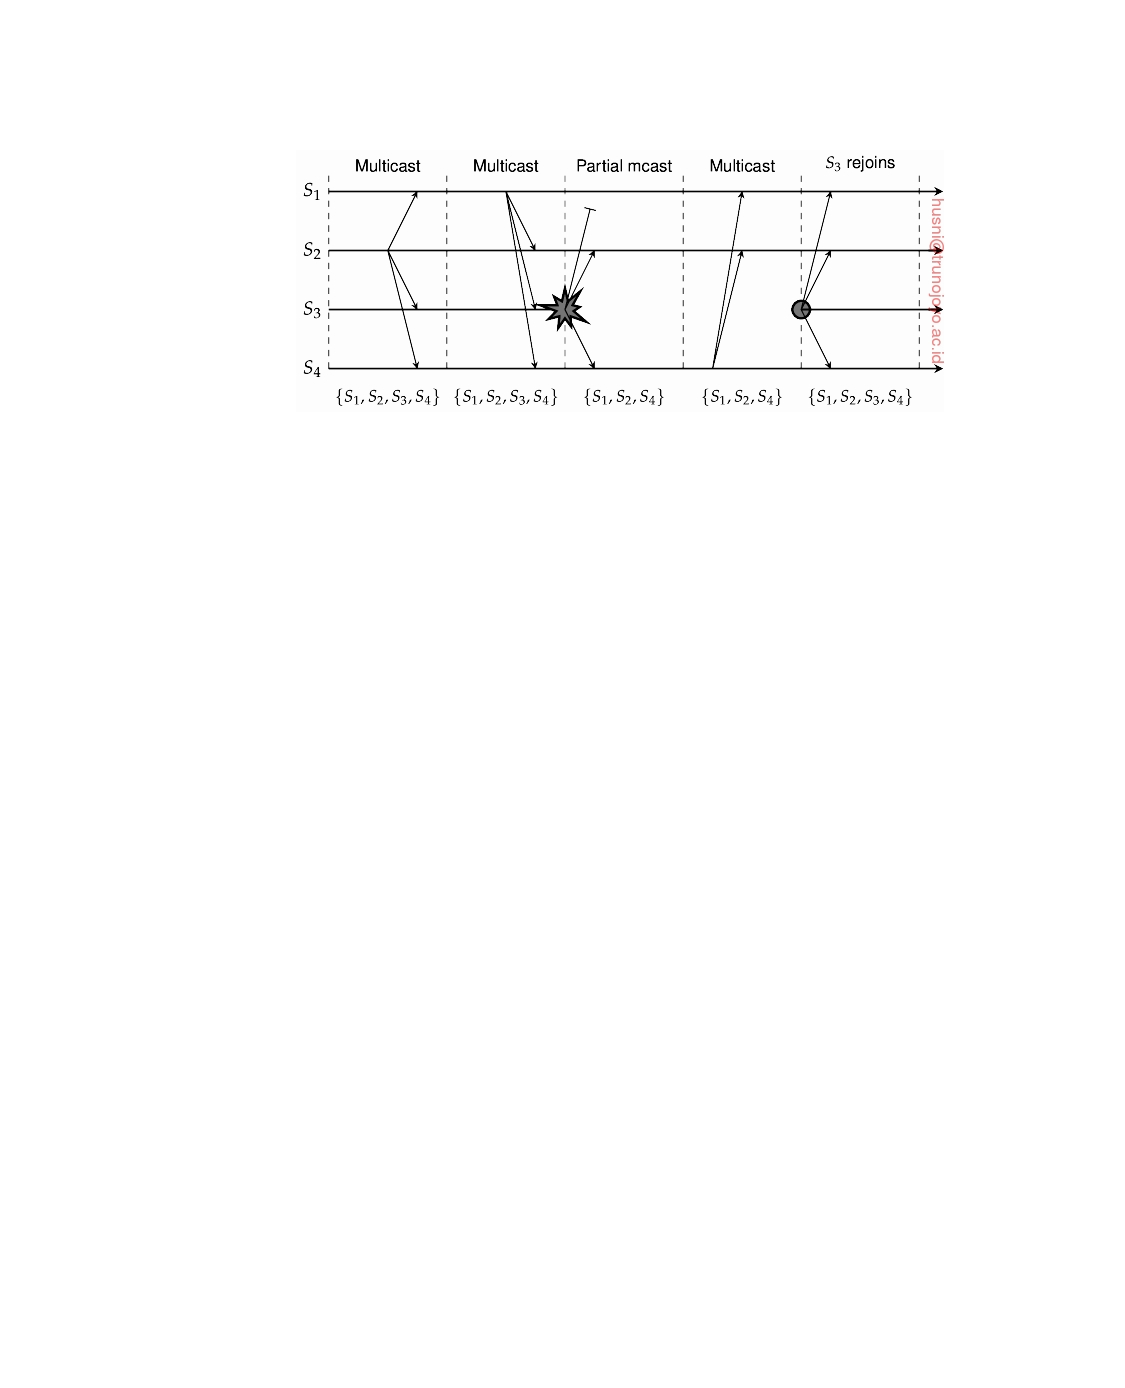 Multicast Multicast Partial mcast Multicast S₃ rejoins
S₁
S₂
S₃
S₄
{S₁, S₂, S₃, S₄} {S₁, S₂, S₃, S₄} {S₁, S₂, S₄} {S₁, S₂, S₄} {S₁, S₂, S₃, S₄}
husni@trunojoyo.ac.id